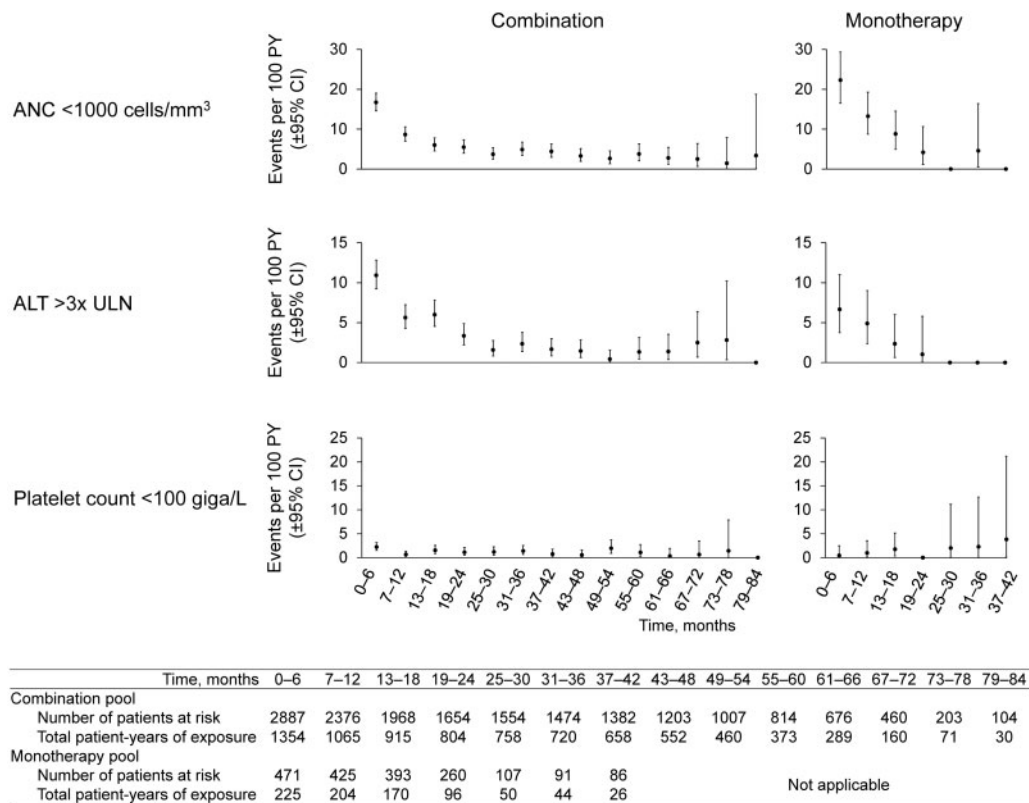 Combination
Monotherapy
ANC <1000 cells/mm³
Events per 100 PY
(±95% CI)
30
20
10
0
30
20
10
0
ALT >3x ULN
Events per 100 PY
(±95% CI)
15
10
5
0
15
10
5
0
Platelet count <100 giga/L
Events per 100 PY
(±95% CI)
25
20
15
10
5
0
25
20
15
10
5
0
0–6 7–12 13–18 19–24 25–30 31–36 37–42 43–48 49–54 55–60 61–66 67–72 73–78 79–84
0–6 7–12 13–18 19–24 25–30 31–36 37–42
Time, months
Time, months 0–6 7–12 13–18 19–24 25–30 31–36 37–42 43–48 49–54 55–60 61–66 67–72 73–78 79–84
Combination pool
Number of patients at risk 2887 2376 1968 1654 1554 1474 1382 1203 1007 814 676 460 203 104
Total patient-years of exposure 1354 1065 915 804 758 720 658 552 460 373 289 160 71 30
Monotherapy pool
Number of patients at risk 471 425 393 260 107 91 86
Not applicable
Total patient-years of exposure 225 204 170 96 50 44 26